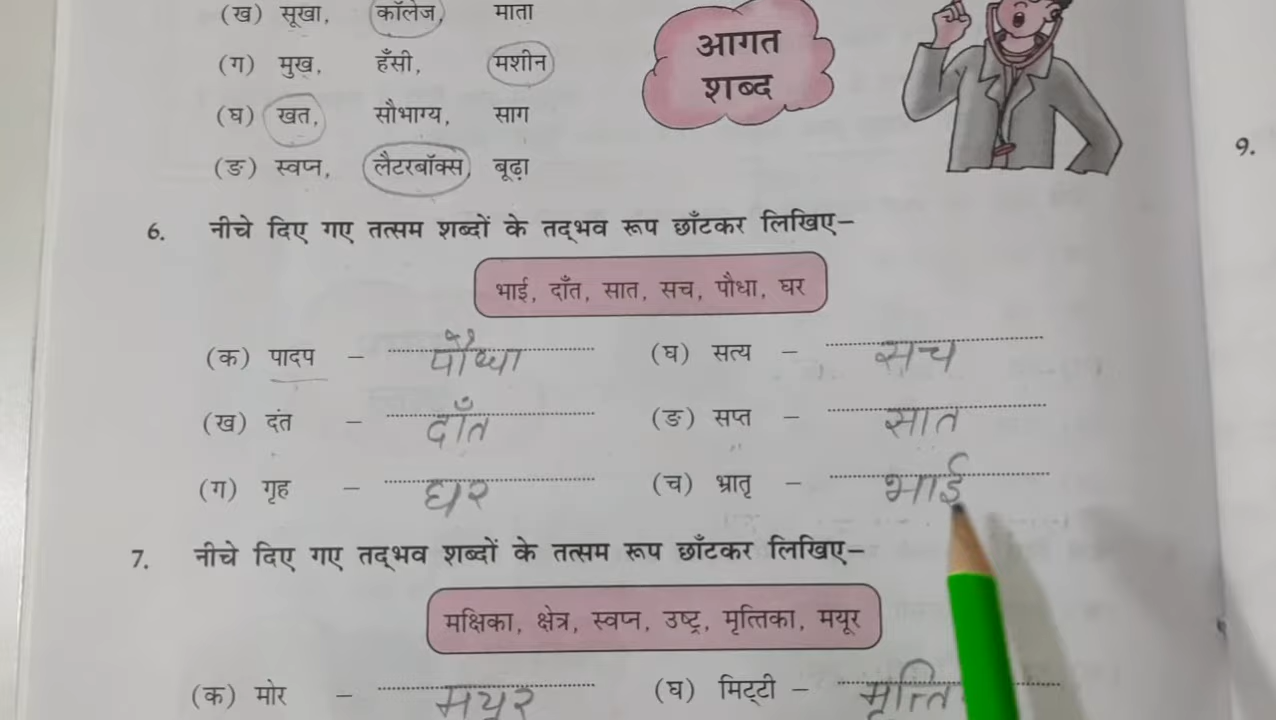 (ख) सूखा, कॉलेज, माता
(ग) मुख, हँसी, मशीन
(घ) खत, सौभाग्य, साग
(ङ) स्वप्न, लैटरबॉक्स, बूढ़ा
आगत
शब्द
9.
6. नीचे दिए गए तत्सम शब्दों के तद्भव रूप छाँटकर लिखिए–
भाई, दाँत, सात, सच, पौधा, घर
(क) पादप – पौधा (घ) सत्य – सच
(ख) दंत – दाँत (ङ) सप्त – सात
(ग) गृह – घर (च) भ्रातृ – भाई
7. नीचे दिए गए तद्भव शब्दों के तत्सम रूप छाँटकर लिखिए–
मक्षिका, क्षेत्र, स्वप्न, उष्ट्र, मृत्तिका, मयूर
(क) मोर – मयूर (घ) मिट्टी –